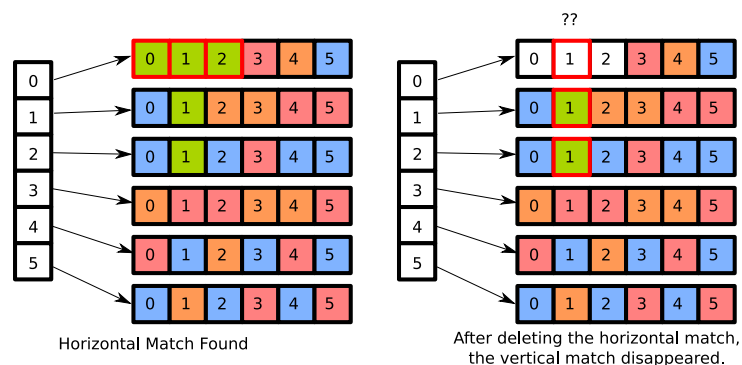 ??
0 1 2 3 4 5
0 1 2 3 4 5
0
0 1 2 3 4 5
0 1 2 3 4 5
1
1
0 1 2 3 4 5
0 1 2 3 4 5
2
2
0 1 2 3 4 5
0 1 2 3 4 5
3
3
0 1 2 3 4 5
0 1 2 3 4 5
4
4
0 1 2 3 4 5
0 1 2 3 4 5
5
5
Horizontal Match Found
After deleting the horizontal match,
the vertical match disappeared.